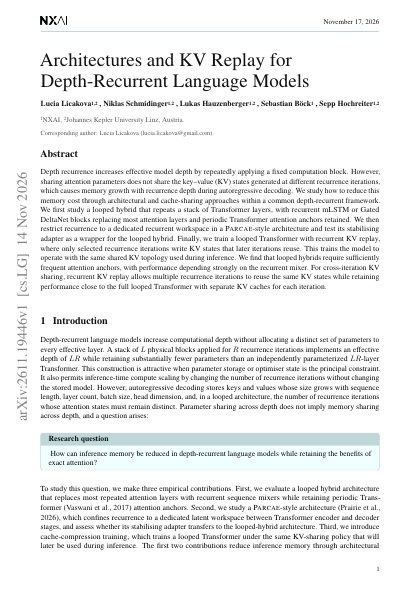 NXAI
November 17, 2026
Architectures and KV Replay for
Depth-Recurrent Language Models
Lucia Licakova1,2 , Niklas Schmidinger1,2 , Lukas Hauzenberger1,2 , Sebastian Böck1 , Sepp Hochreiter1,2
1NXAI, 2Johannes Kepler University Linz, Austria.
Corresponding author: Lucia Licakova (lucia.licakova@gmail.com)
Abstract
Depth recurrence increases effective model depth by repeatedly applying a fixed computation block. However,
sharing attention parameters does not share the key–value (KV) states generated at different recurrence iterations,
which causes memory growth with recurrence depth during autoregressive decoding. We study how to reduce this
memory cost through architectural and cache-sharing approaches within a common depth-recurrent framework.
We first study a looped hybrid that repeats a stack of Transformer layers, with recurrent mLSTM or Gated
DeltaNet blocks replacing most attention layers and periodic Transformer attention anchors retained. We then
restrict recurrence to a dedicated recurrent workspace in a PARCAE-style architecture and test its stabilising
adapter as a wrapper for the looped hybrid. Finally, we train a looped Transformer with recurrent KV replay,
where only selected recurrence iterations write KV states that later iterations reuse. This trains the model to
operate with the same shared KV topology used during inference. We find that looped hybrids require sufficiently
frequent attention anchors, with performance depending strongly on the recurrent mixer. For cross-iteration KV
sharing, recurrent KV replay allows multiple recurrence iterations to reuse the same KV states while retaining
performance close to the full looped Transformer with separate KV caches for each iteration.
1 Introduction
Depth-recurrent language models increase computational depth without allocating a distinct set of parameters to
every effective layer. A stack of L physical blocks applied for R recurrence iterations implements an effective
depth of LR while retaining substantially fewer parameters than an independently parameterized LR-layer
Transformer. This construction is attractive when parameter storage or optimiser state is the principal constraint.
It also permits inference-time compute scaling by changing the number of recurrence iterations without changing
the stored model. However, autoregressive decoding stores keys and values whose size grows with sequence
length, layer count, batch size, head dimension, and, in a looped architecture, the number of recurrence iterations
whose attention states must remain distinct. Parameter sharing across depth does not imply memory sharing
across depth, and a question arises:
Research question
How can inference memory be reduced in depth-recurrent language models while retaining the benefits of
exact attention?
To study this question, we make three empirical contributions. First, we evaluate a looped hybrid architecture
that replaces most repeated attention layers with recurrent sequence mixers while retaining periodic Trans-
former (Vaswani et al., 2017) attention anchors. Second, we study a PARCAE-style architecture (Prairie et al.,
2026), which confines recurrence to a dedicated latent workspace between Transformer encoder and decoder
stages, and assess whether its stabilising adapter transfers to the looped-hybrid architecture. Third, we introduce
cache-compression training, which trains a looped Transformer under the same KV-sharing policy that will
later be used during inference. The first two contributions reduce inference memory through architectural
1
arXiv:2611.19446v1 [cs.LG] 14 Nov 2026